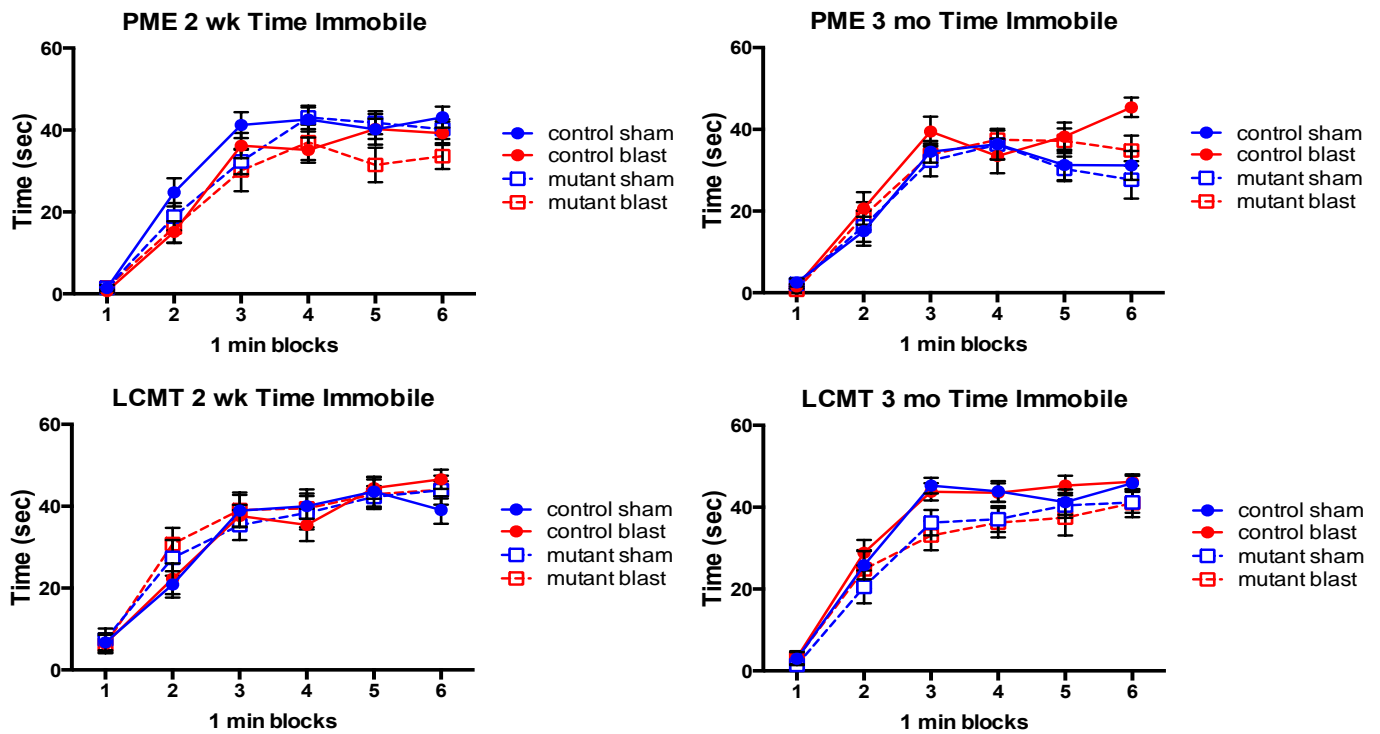 PME 2 wk Time Immobile
60
40
20
0
Time (sec)
1 2 3 4 5 6
1 min blocks
control sham
control blast
mutant sham
mutant blast
PME 3 mo Time Immobile
60
40
20
0
Time (sec)
1 2 3 4 5 6
1 min blocks
control sham
control blast
mutant sham
mutant blast
LCMT 2 wk Time Immobile
60
40
20
0
Time (sec)
1 2 3 4 5 6
1 min blocks
control sham
control blast
mutant sham
mutant blast
LCMT 3 mo Time Immobile
60
40
20
0
Time (sec)
1 2 3 4 5 6
1 min blocks
control sham
control blast
mutant sham
mutant blast